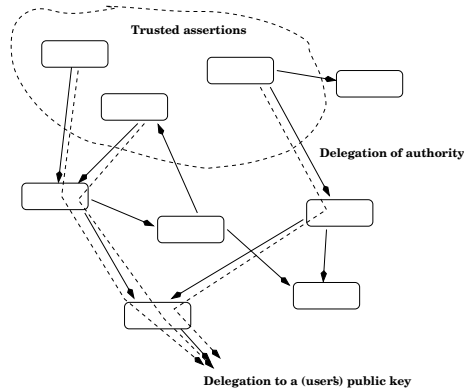 Trusted assertions
Delegation of authority
Delegation to a (user's) public key